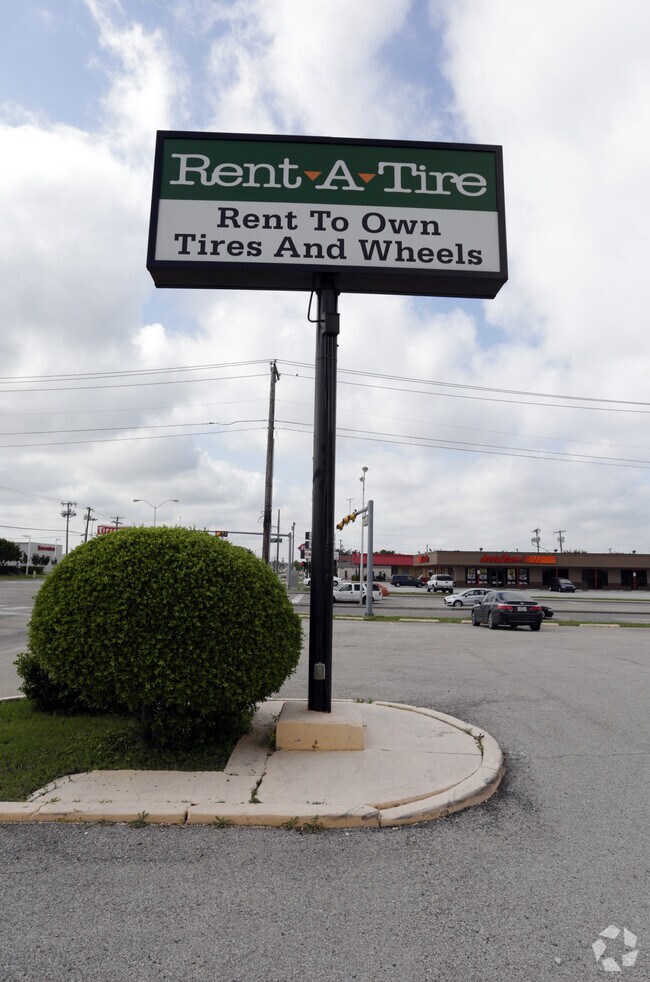 Rent-A-Tire
Rent To Own
Tires And Wheels